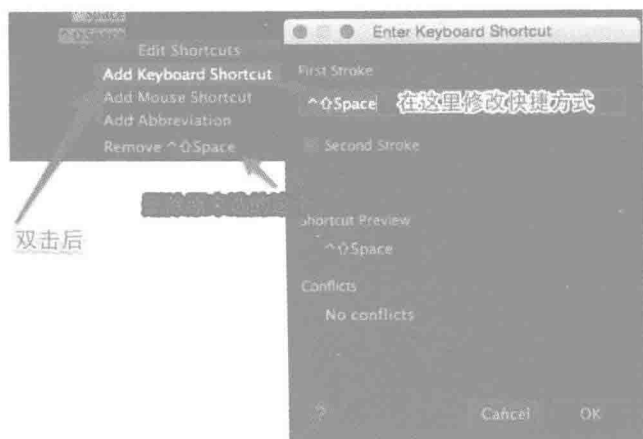 ⌃⇧Space
Edit Shortcuts
Add Keyboard Shortcut
Add Mouse Shortcut
Add Abbreviation
Remove ⌃⇧Space
双击后
Enter Keyboard Shortcut
First Stroke
⌃⇧Space 在这里修改快捷方式
Second Stroke
Shortcut Preview
⌃⇧Space
Conflicts
No conflicts
?
Cancel OK